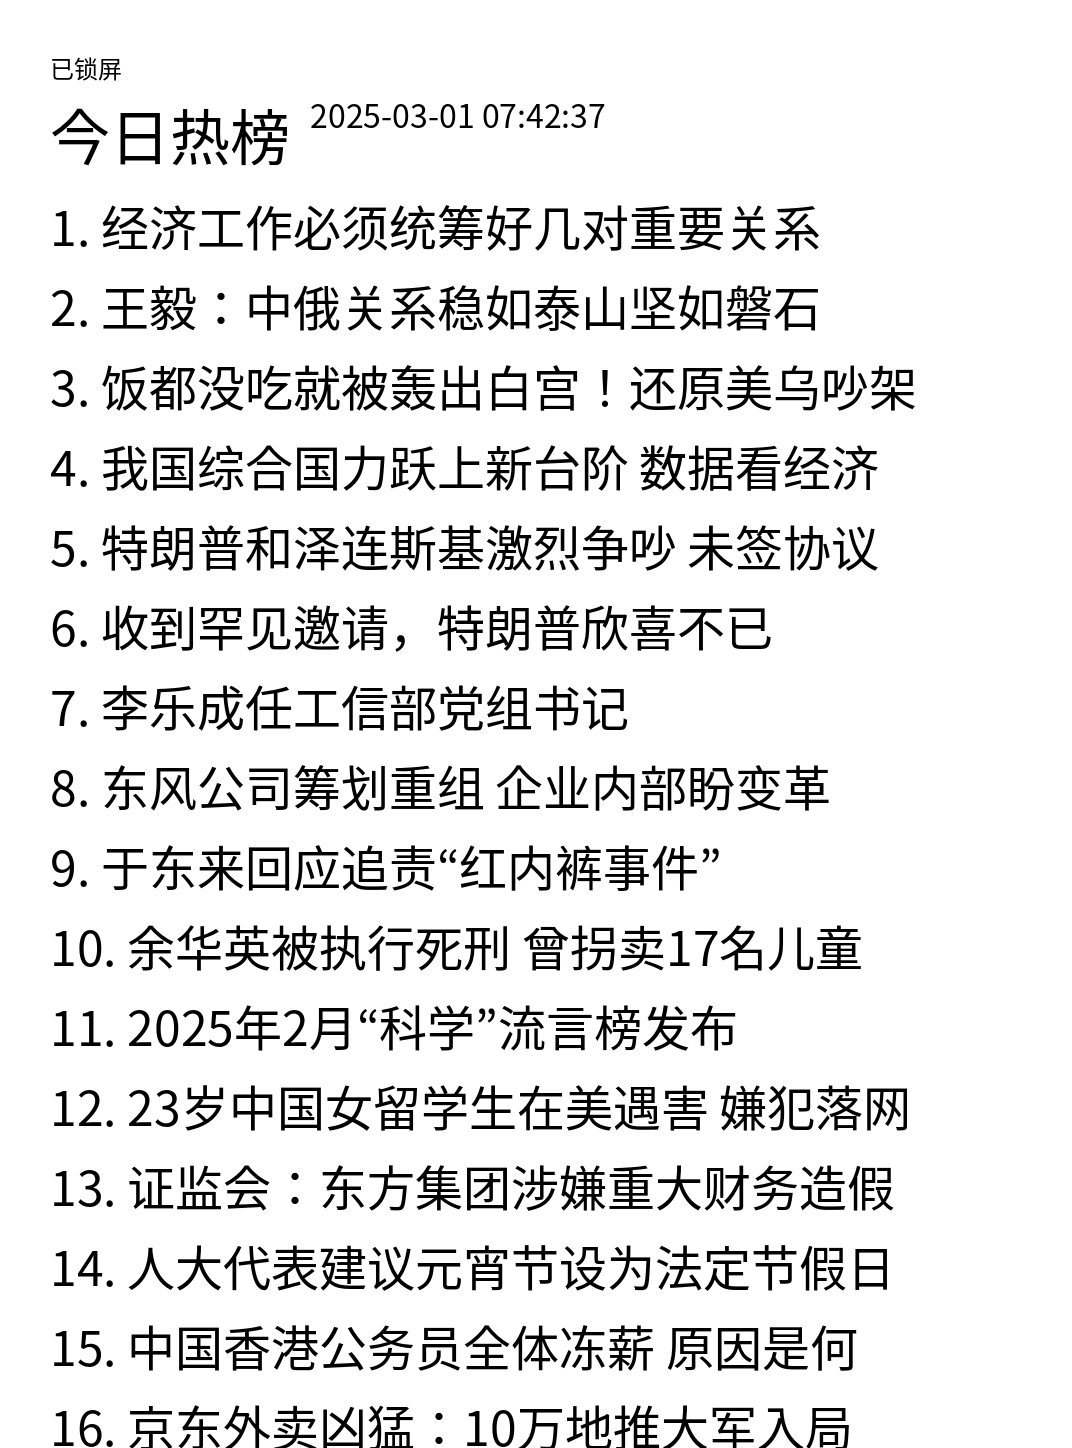 已锁屏
今日热榜 2025-03-01 07:42:37
1. 经济工作必须统筹好几对重要关系
2. 王毅：中俄关系稳如泰山坚如磐石
3. 饭都没吃就被轰出白宫！还原美乌吵架
4. 我国综合国力跃上新台阶 数据看经济
5. 特朗普和泽连斯基激烈争吵 未签协议
6. 收到罕见邀请，特朗普欣喜不已
7. 李乐成任工信部党组书记
8. 东风公司筹划重组 企业内部盼变革
9. 于东来回应追责“红内裤事件”
10. 余华英被执行死刑 曾拐卖17名儿童
11. 2025年2月“科学”流言榜发布
12. 23岁中国女留学生在美遇害 嫌犯落网
13. 证监会：东方集团涉嫌重大财务造假
14. 人大代表建议元宵节设为法定节假日
15. 中国香港公务员全体冻薪 原因是何
16. 京东外卖凶猛：10万地推大军入局